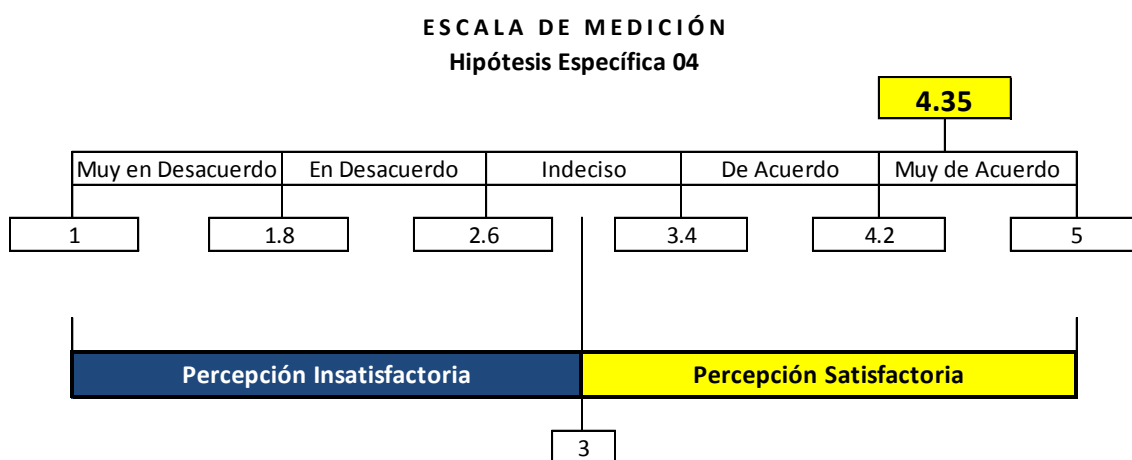 ESCALA DE MEDICIÓN
Hipótesis Específica 04
4.35
Muy en Desacuerdo En Desacuerdo Indeciso De Acuerdo Muy de Acuerdo
1 1.8 2.6 3.4 4.2 5
Percepción Insatisfactoria Percepción Satisfactoria
3